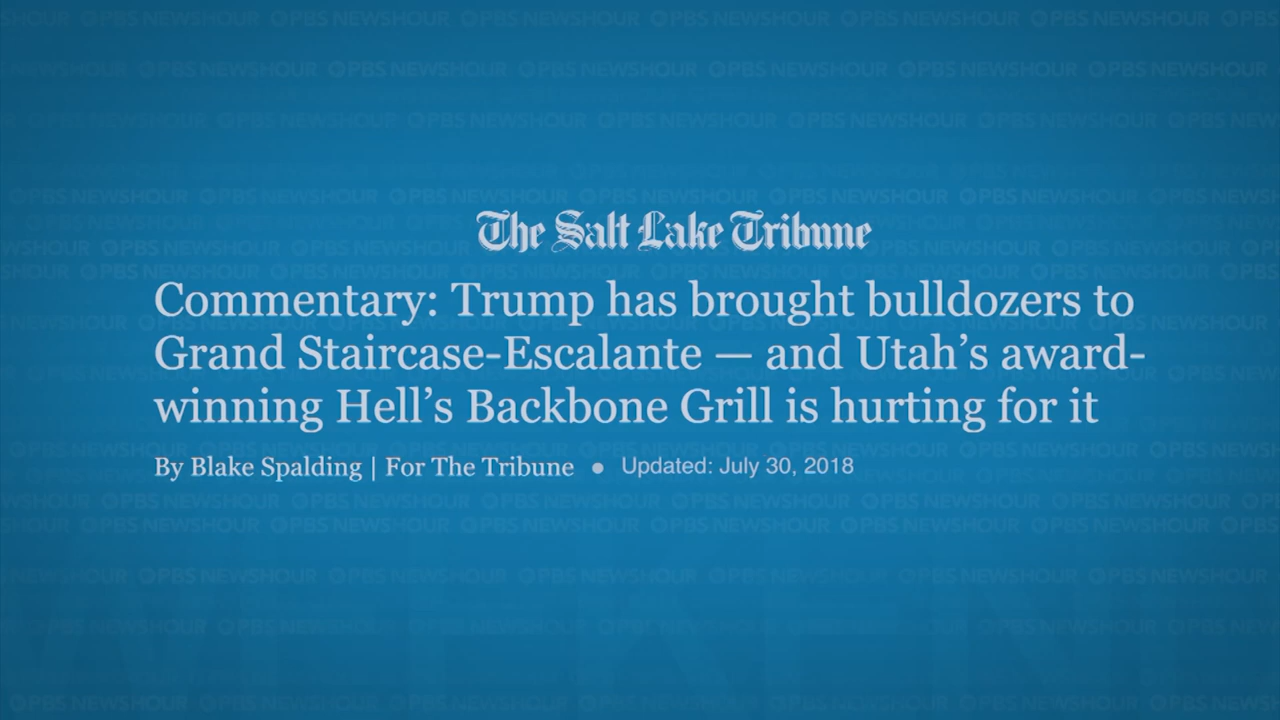 The Salt Lake Tribune
Commentary: Trump has brought bulldozers to
Grand Staircase-Escalante — and Utah's award-
winning Hell's Backbone Grill is hurting for it
By Blake Spalding | For The Tribune ● Updated: July 30, 2018